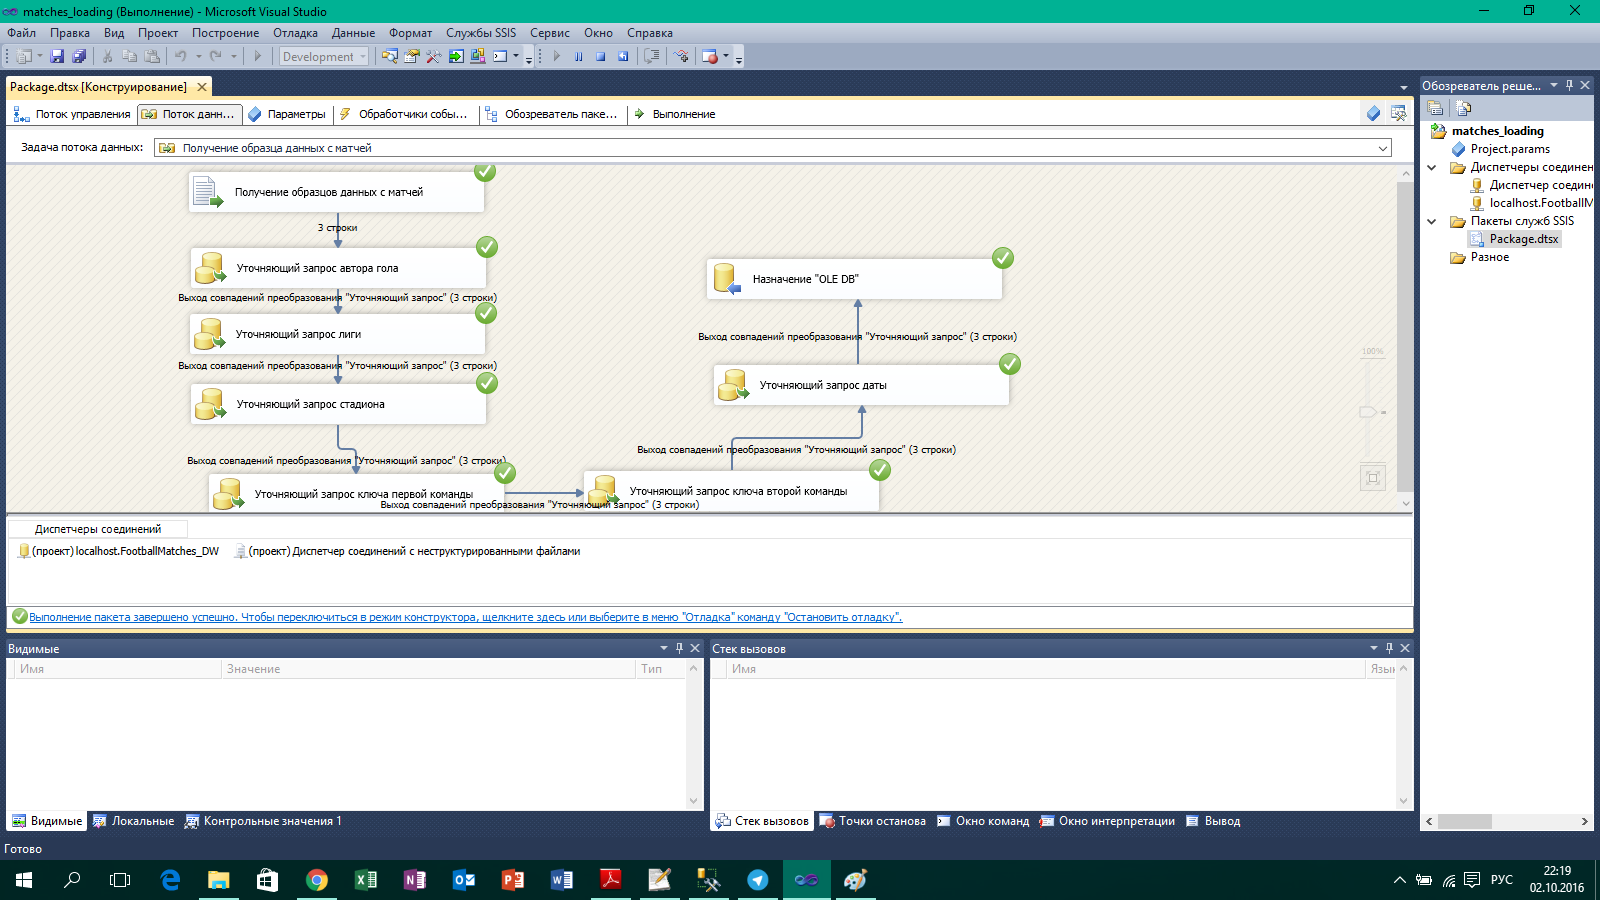 matches_loading (Выполнение) - Microsoft Visual Studio
Файл Правка Вид Проект Построение Отладка Данные Формат Службы SSIS Сервис Окно Справка
Development
Package.dtsx [Конструирование]
Поток управления Поток данн... Параметры Обработчики собы... Обозреватель паке... Выполнение
Задача потока данных: Получение образца данных с матчей
Получение образцов данных с матчей
3 строки
Уточняющий запрос автора гола
Выход совпадений преобразования "Уточняющий запрос" (3 строки)
Уточняющий запрос лиги
Выход совпадений преобразования "Уточняющий запрос" (3 строки)
Уточняющий запрос стадиона
Выход совпадений преобразования "Уточняющий запрос" (3 строки)
Уточняющий запрос ключа первой команды
Выход совпадений преобразования "Уточняющий запрос" (3 строки)
Уточняющий запрос ключа второй команды
Выход совпадений преобразования "Уточняющий запрос" (3 строки)
Уточняющий запрос даты
Выход совпадений преобразования "Уточняющий запрос" (3 строки)
Назначение "OLE DB"
100%
Диспетчеры соединений
(проект) localhost.FootballMatches_DW (проект) Диспетчер соединений с неструктурированными файлами
Выполнение пакета завершено успешно. Чтобы переключиться в режим конструктора, щелкните здесь или выберите в меню "Отладка" команду "Остановить отладку".
Видимые
Имя Значение Тип
Видимые Локальные Контрольные значения 1
Стек вызовов
Имя Язык
Стек вызовов Точки останова Окно команд Окно интерпретации Вывод
Обозреватель реше...
matches_loading
Project.params
Диспетчеры соединен
Диспетчер соедин
localhost.FootballM
Пакеты служб SSIS
Package.dtsx
Разное
Готово
РУС
22:19
02.10.2016